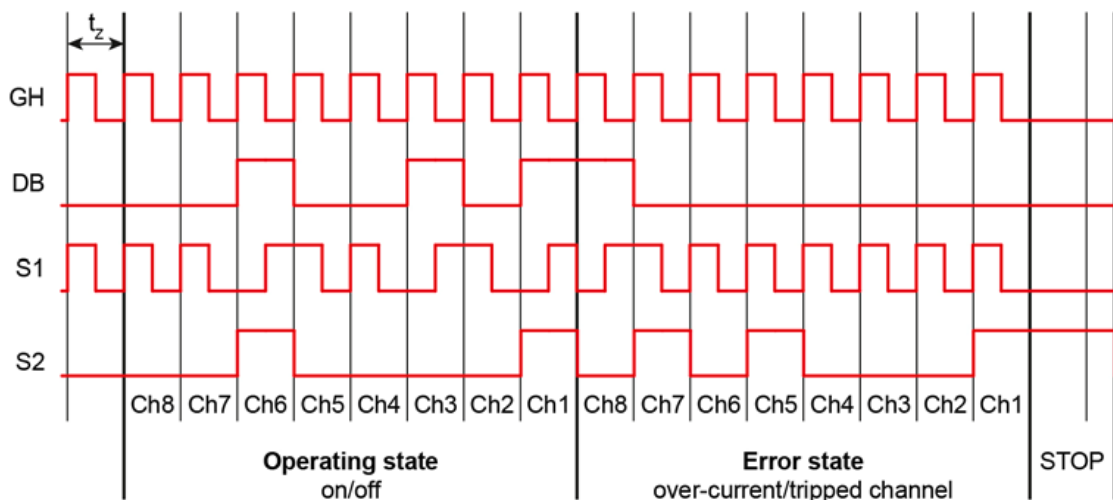 tz
GH
DB
S1
S2
Ch8 Ch7 Ch6 Ch5 Ch4 Ch3 Ch2 Ch1 Ch8 Ch7 Ch6 Ch5 Ch4 Ch3 Ch2 Ch1
Operating state Error state STOP
on/off over-current/tripped channel